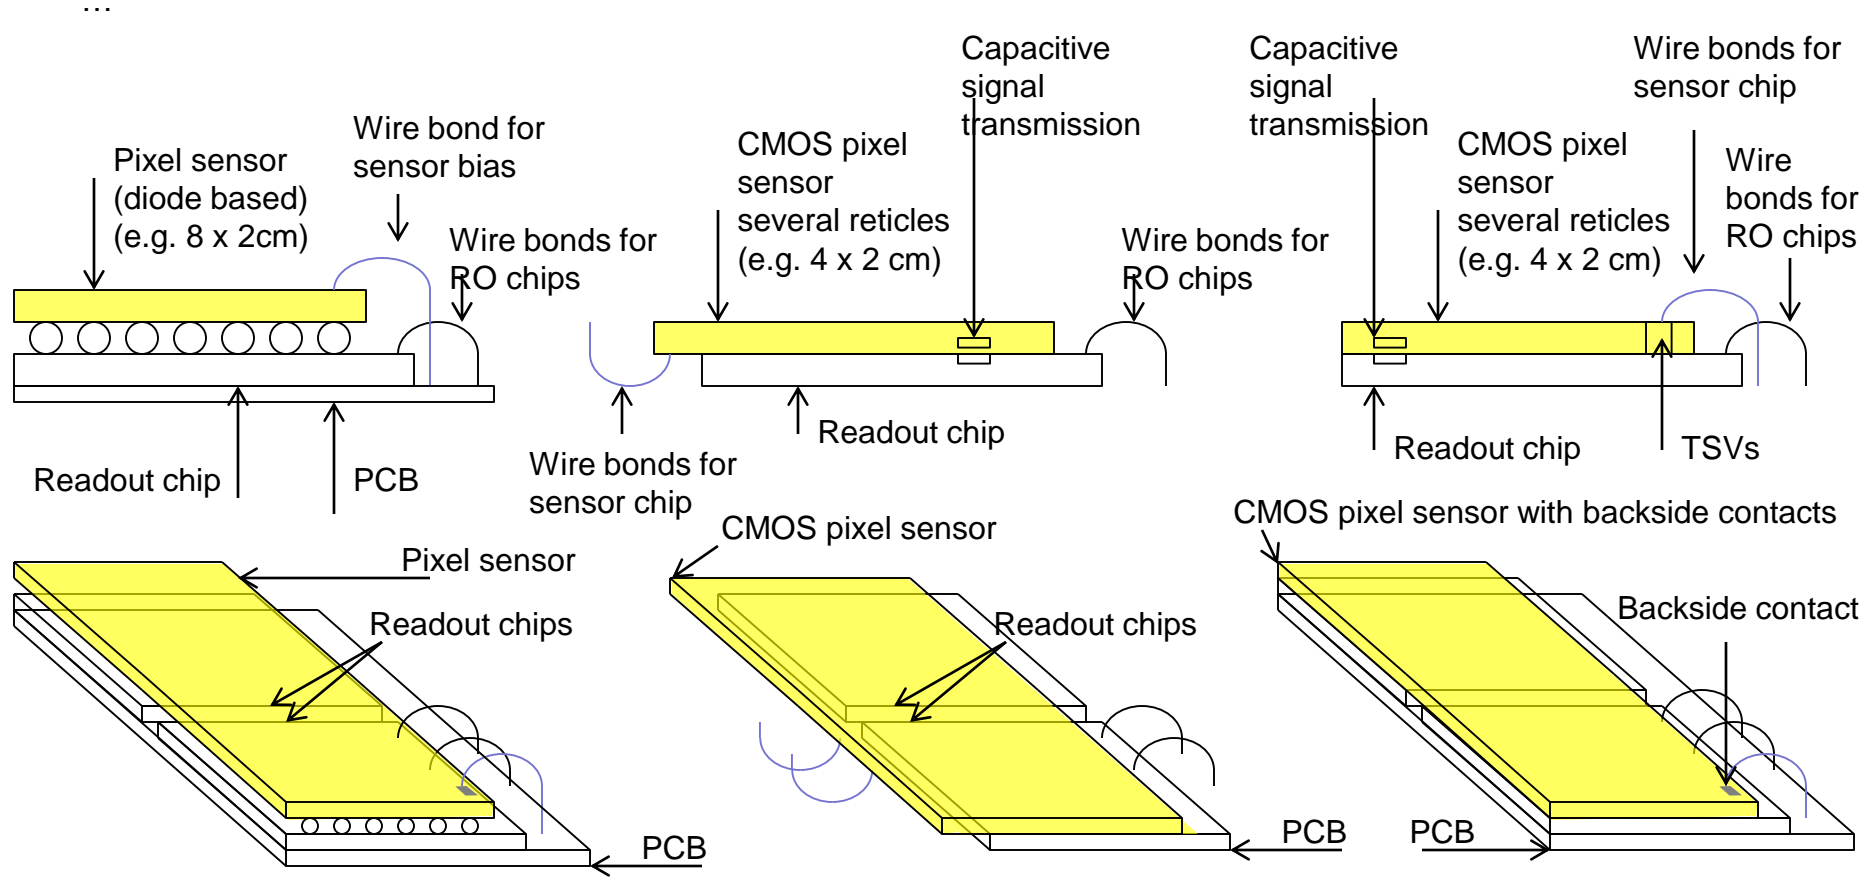 …
Capacitive
signal
transmission
Capacitive
signal
transmission
Wire bonds for
sensor chip
Wire bond for
sensor bias
Pixel sensor
(diode based)
(e.g. 8 x 2cm)
CMOS pixel
sensor
several reticles
(e.g. 4 x 2 cm)
CMOS pixel
sensor
several reticles
(e.g. 4 x 2 cm)
Wire
bonds for
RO chips
Wire bonds for
RO chips
Wire bonds for
RO chips
Readout chip
PCB
Wire bonds for
sensor chip
Readout chip
Readout chip
TSVs
Pixel sensor
Readout chips
PCB
CMOS pixel sensor
Readout chips
PCB
CMOS pixel sensor with backside contacts
Backside contact
PCB